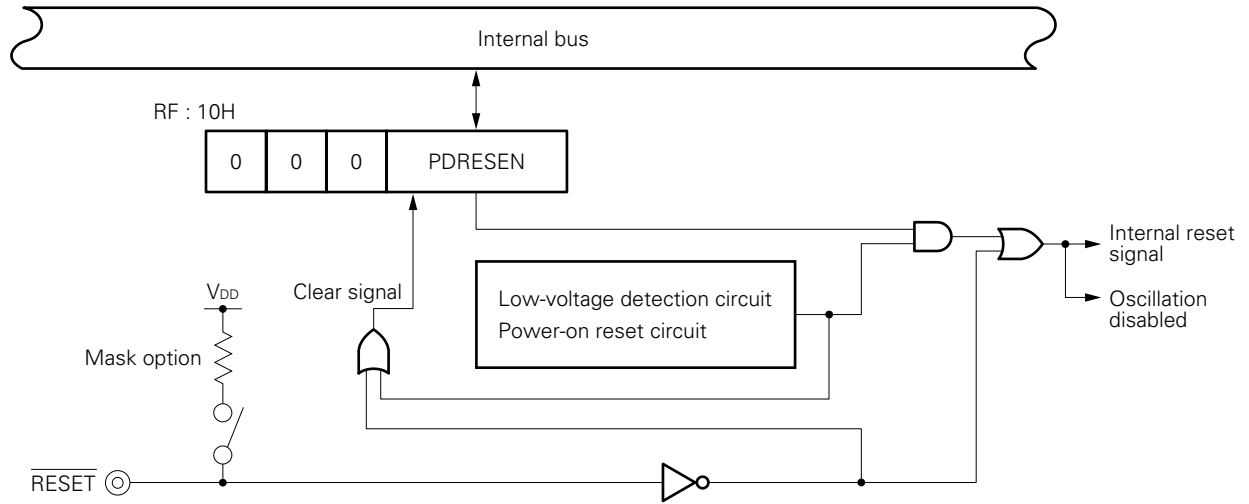 Internal bus
RF : 10H
0 0 0 PDRESEN
Internal reset
signal
VDD
Clear signal
Low-voltage detection circuit
Oscillation
disabled
Power-on reset circuit
Mask option
RESET